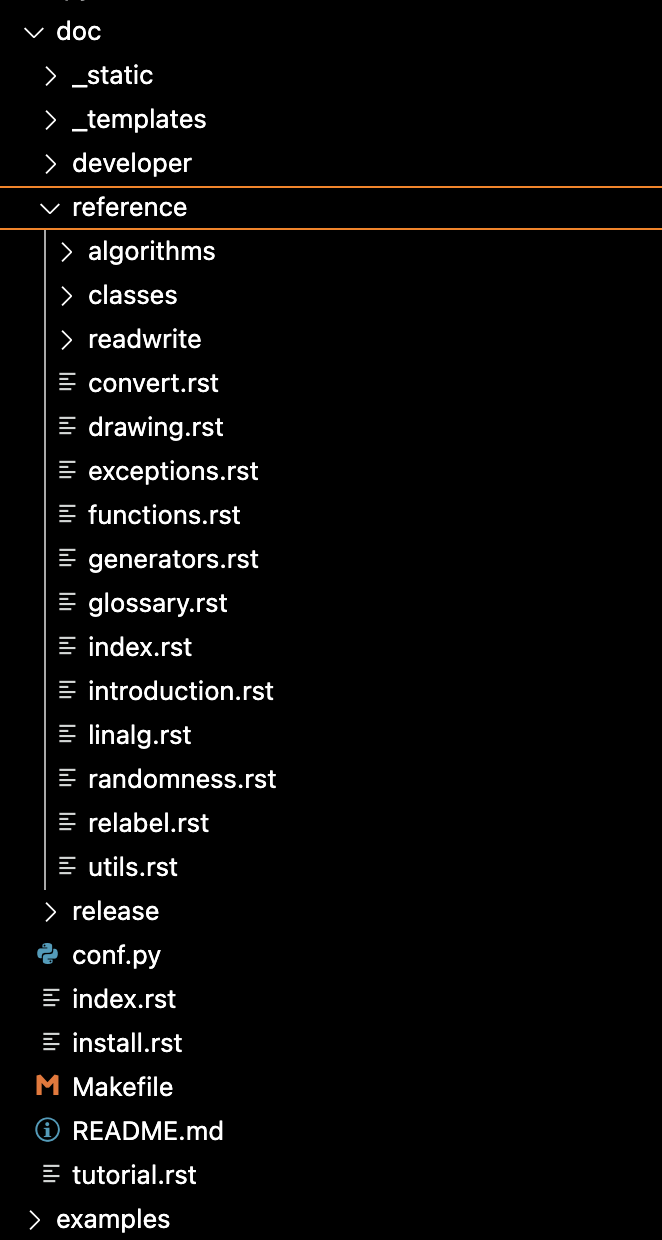 doc
_static
_templates
developer
reference
algorithms
classes
readwrite
convert.rst
drawing.rst
exceptions.rst
functions.rst
generators.rst
glossary.rst
index.rst
introduction.rst
linalg.rst
randomness.rst
relabel.rst
utils.rst
release
conf.py
index.rst
install.rst
Makefile
README.md
tutorial.rst
examples